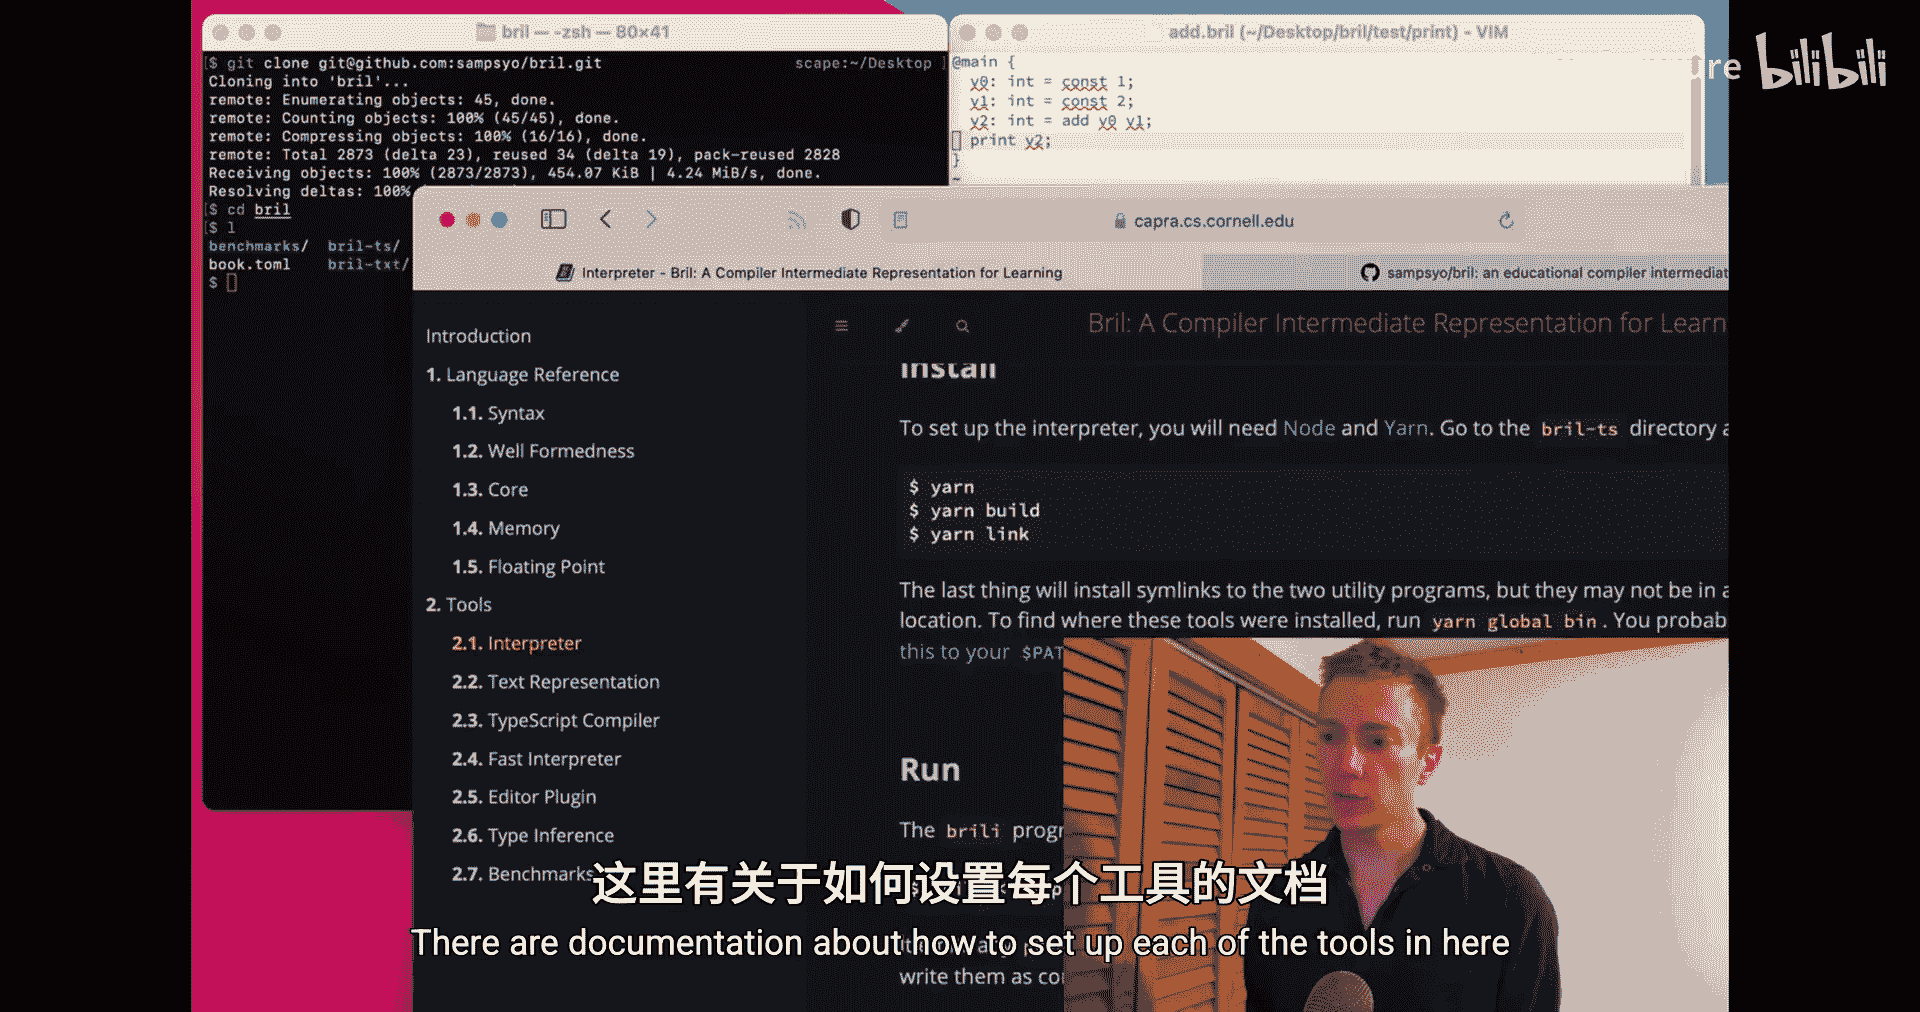 bril — -zsh — 80×41
$ git clone git@github.com:sampsyo/bril.git scape:~/Desktop
Cloning into 'bril'...
remote: Enumerating objects: 45, done.
remote: Counting objects: 100% (45/45), done.
remote: Compressing objects: 100% (16/16), done.
remote: Total 2873 (delta 23), reused 34 (delta 19), pack-reused 2828
Receiving objects: 100% (2873/2873), 454.07 KiB | 4.24 MiB/s, done.
Resolving deltas: 100%
$ cd bril
$ l
benchmarks/ bril-ts/
book.toml bril-txt/
$
add.bril (~/Desktop/bril/test/print) - VIM
@main {
y0: int = const 1;
y1: int = const 2;
y2: int = add y0 y1;
print y2;
}
~
re bilibili
capra.cs.cornell.edu
Interpreter - Bril: A Compiler Intermediate Representation for Learning
sampsyo/bril: an educational compiler intermediat
Introduction
1. Language Reference
1.1. Syntax
1.2. Well Formedness
1.3. Core
1.4. Memory
1.5. Floating Point
2. Tools
2.1. Interpreter
2.2. Text Representation
2.3. TypeScript Compiler
2.4. Fast Interpreter
2.5. Editor Plugin
2.6. Type Inference
2.7. Benchmarks
Bril: A Compiler Intermediate Representation for Learn
Install
To set up the interpreter, you will need Node and Yarn. Go to the bril-ts directory a
$ yarn
$ yarn build
$ yarn link
The last thing will install symlinks to the two utility programs, but they may not be in a
location. To find where these tools were installed, run yarn global bin. You probab
this to your $PAT
Run
The brili progr
write them as co
这里有关于如何设置每个工具的文档
There are documentation about how to set up each of the tools in here